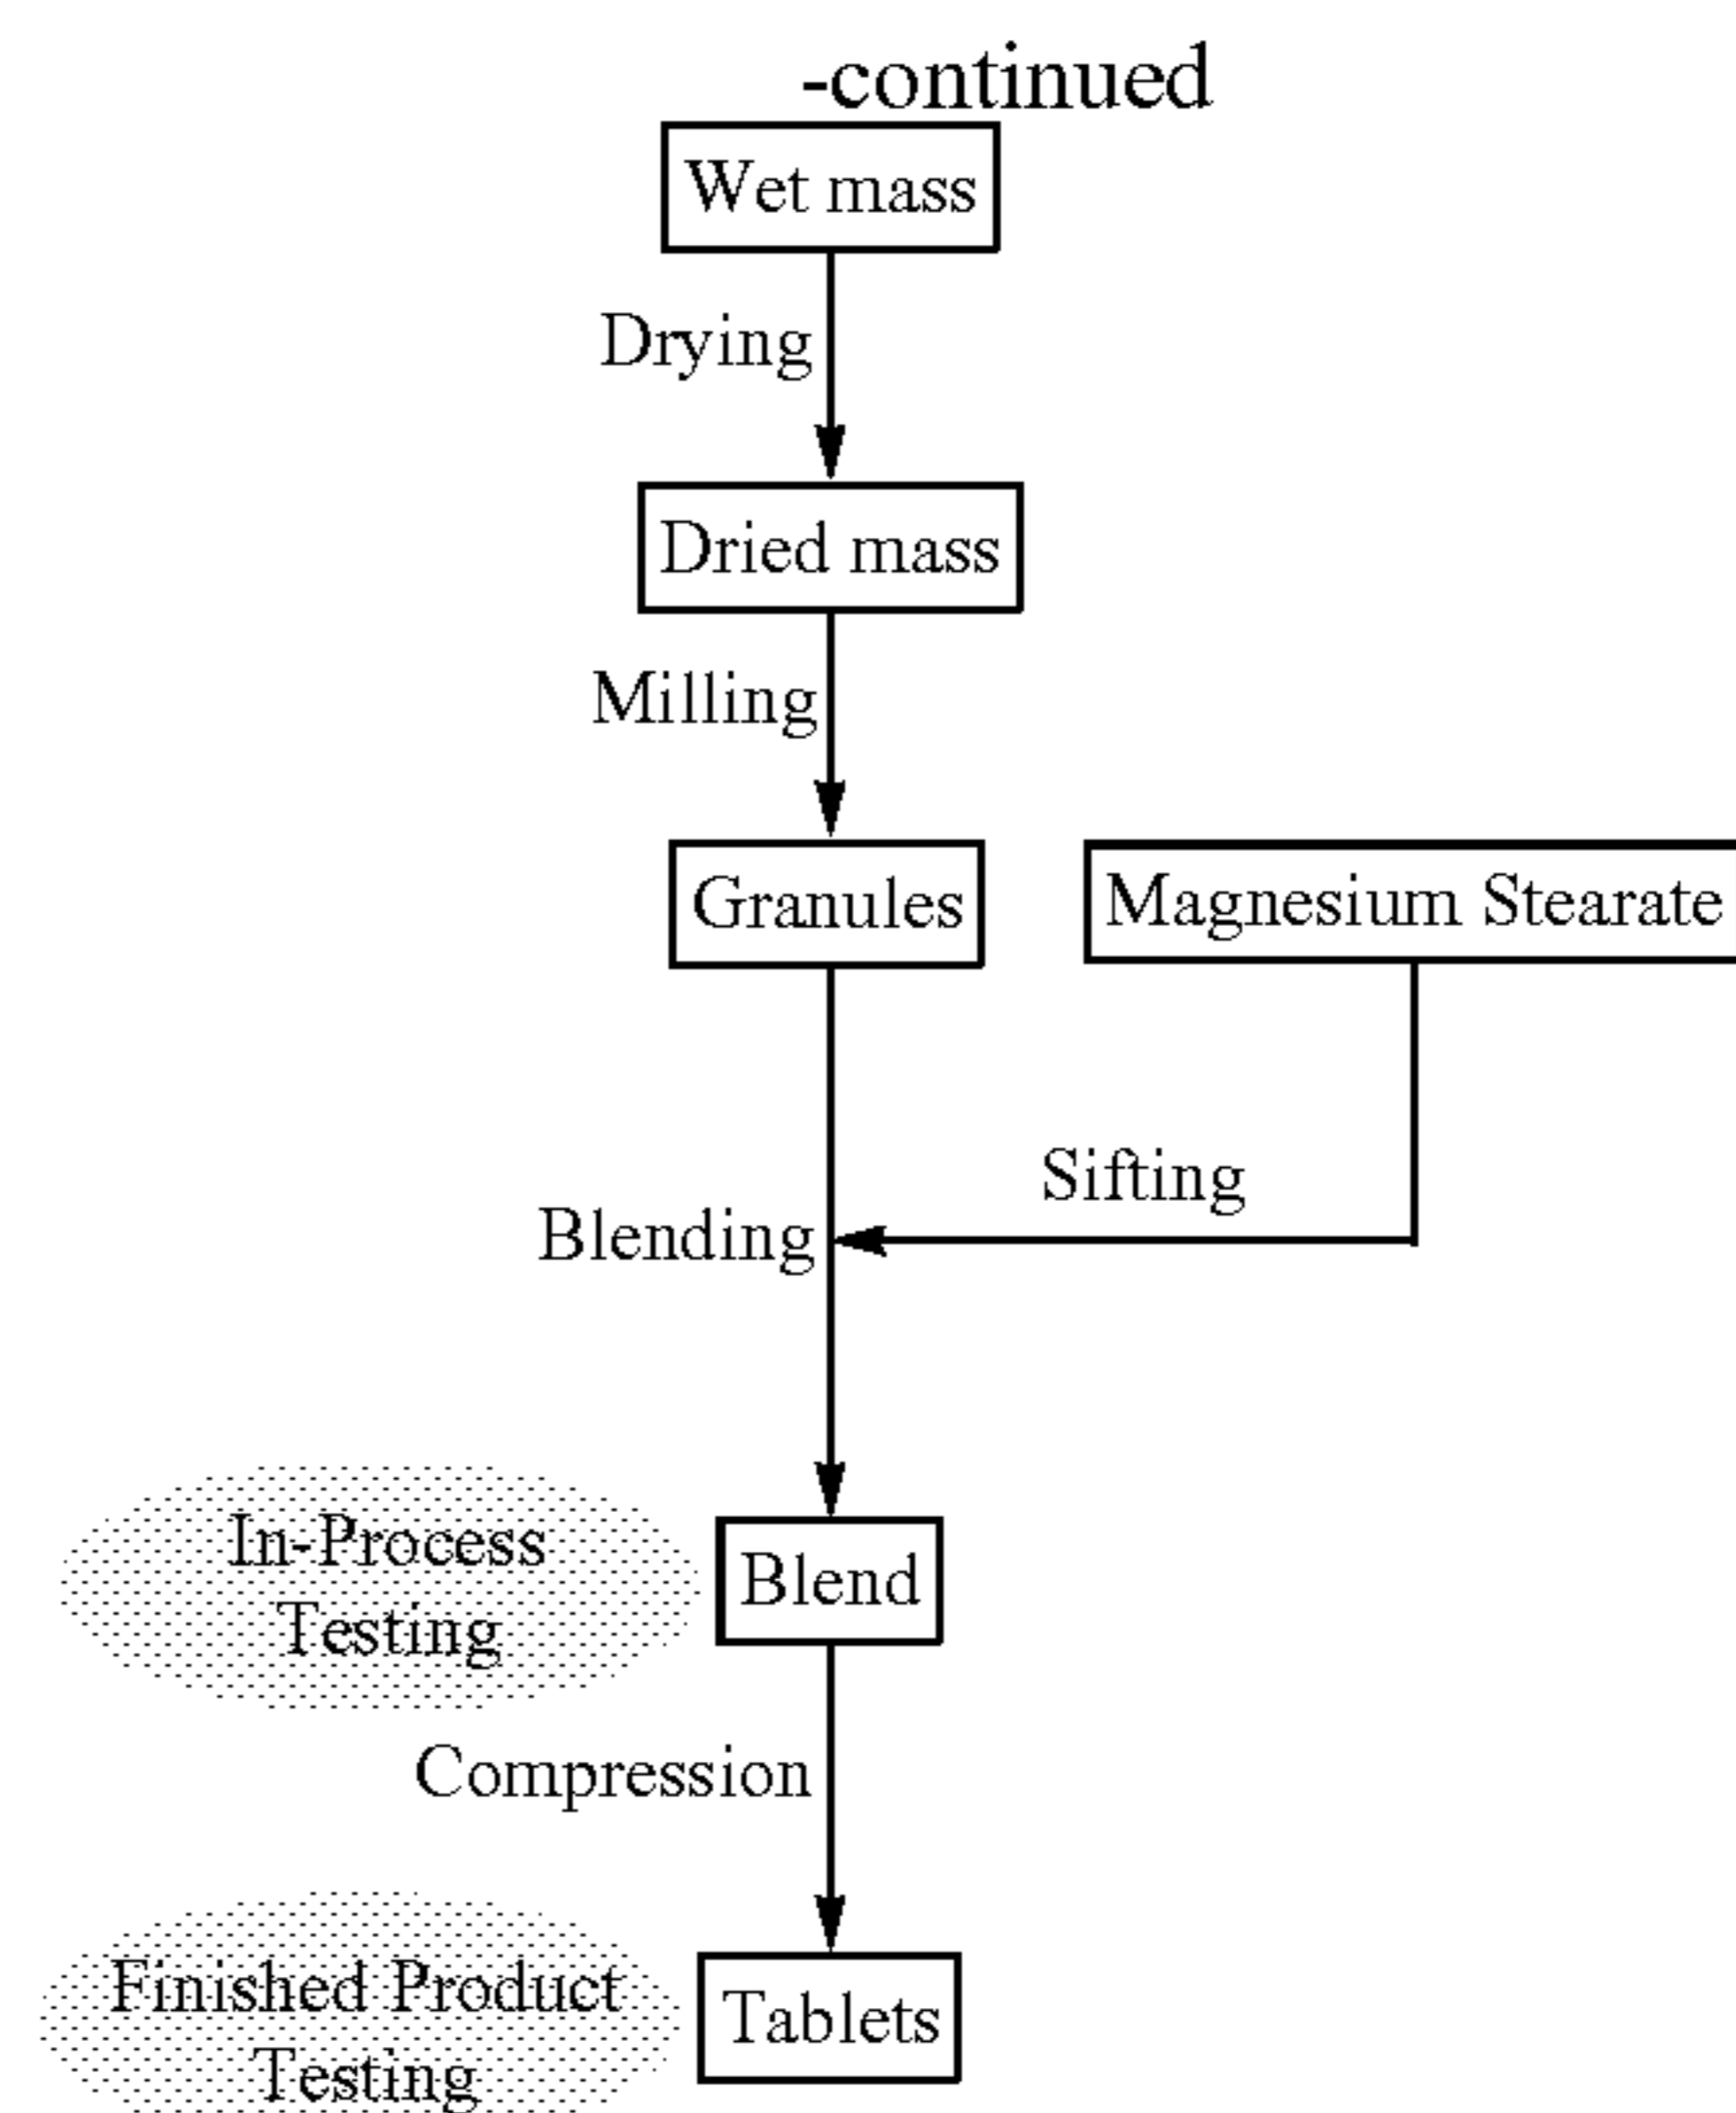 -continued
Wet mass
Drying
Dried mass
Milling
Granules
Magnesium Stearate
Sifting
Blending
In-Process
Testing
Blend
Compression
Finished Product
Testing
Tablets